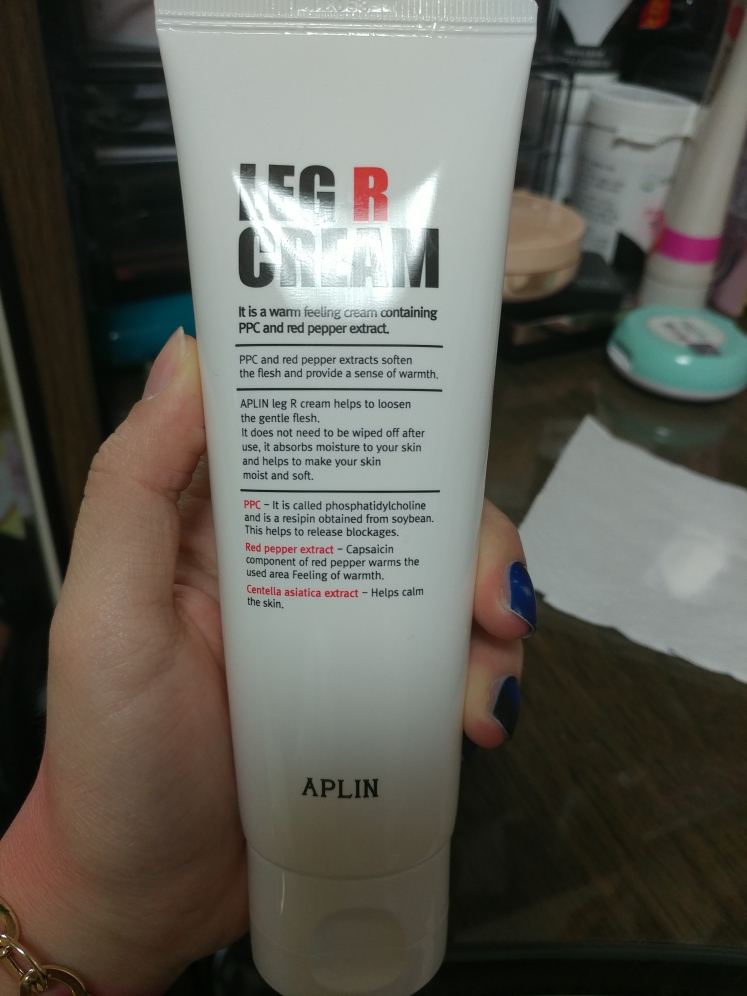 LEG R
CREAM
It is a warm feeling cream containing
PPC and red pepper extract.
PPC and red pepper extracts soften
the flesh and provide a sense of warmth.
APLIN leg R cream helps to loosen
the gentle flesh.
It does not need to be wiped off after
use, it absorbs moisture to your skin
and helps to make your skin
moist and soft.
PPC - It is called phosphatidylcholine
and is a resipin obtained from soybean.
This helps to release blockages.
Red pepper extract - Capsaicin
component of red pepper warms the
used area Feeling of warmth.
Centella asiatica extract - Helps calm
the skin.
APLIN